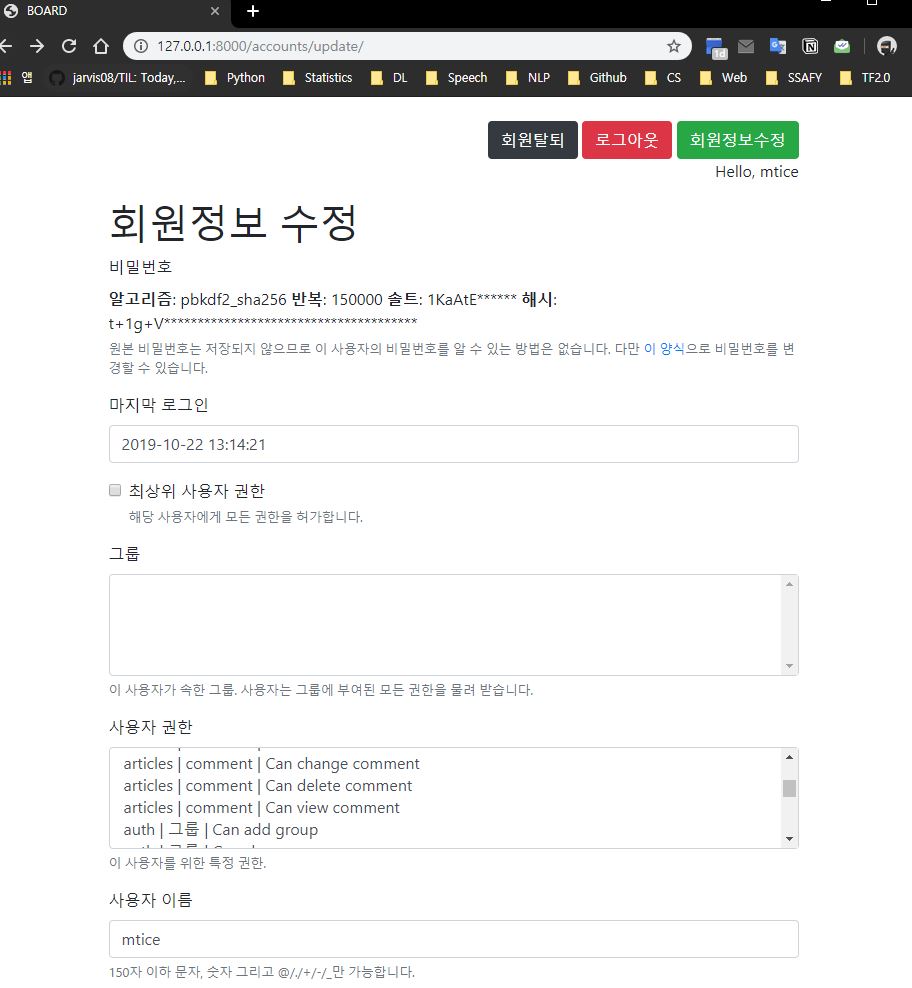 BOARD
127.0.0.1:8000/accounts/update/
1d
앱 jarvis08/TIL: Today,... Python Statistics DL Speech NLP Github CS Web SSAFY TF2.0
회원탈퇴 로그아웃 회원정보수정
Hello, mtice
회원정보 수정
비밀번호
알고리즘: pbkdf2_sha256 반복: 150000 솔트: 1KaAtE****** 해시:
t+1g+V**************************************
원본 비밀번호는 저장되지 않으므로 이 사용자의 비밀번호를 알 수 있는 방법은 없습니다. 다만 이 양식으로 비밀번호를 변
경할 수 있습니다.
마지막 로그인
2019-10-22 13:14:21
최상위 사용자 권한
해당 사용자에게 모든 권한을 허가합니다.
그룹
이 사용자가 속한 그룹. 사용자는 그룹에 부여된 모든 권한을 물려 받습니다.
사용자 권한
articles | comment | Can change comment
articles | comment | Can delete comment
articles | comment | Can view comment
auth | 그룹 | Can add group
이 사용자를 위한 특정 권한.
사용자 이름
mtice
150자 이하 문자, 숫자 그리고 @/./+/-/_만 가능합니다.